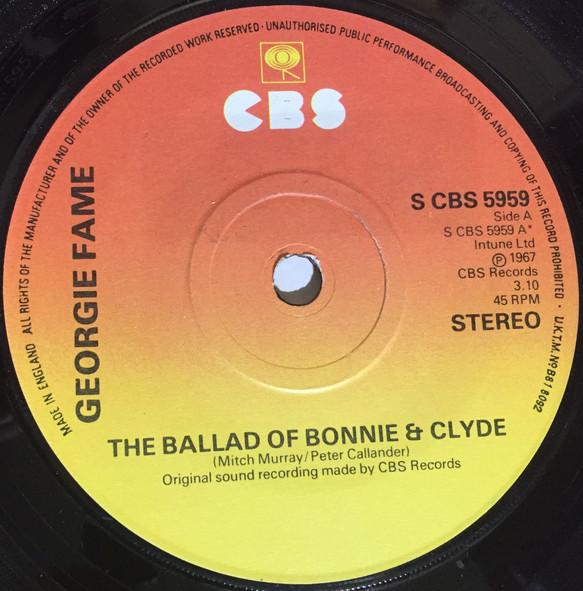 MADE IN ENGLAND ALL RIGHTS OF THE MANUFACTURER AND OF THE OWNER OF THE RECORDED WORK RESERVED · UNAUTHORISED PUBLIC PERFORMANCE BROADCASTING AND COPYING OF THIS RECORD PROHIBITED · U.K.T.M. Nº B 61 8092
CBS
GEORGIE FAME
S CBS 5959
Side A
S CBS 5959 A*
Intune Ltd
℗ 1967
CBS Records
3.10
45 RPM
STEREO
THE BALLAD OF BONNIE & CLYDE
(Mitch Murray/Peter Callander)
Original sound recording made by CBS Records